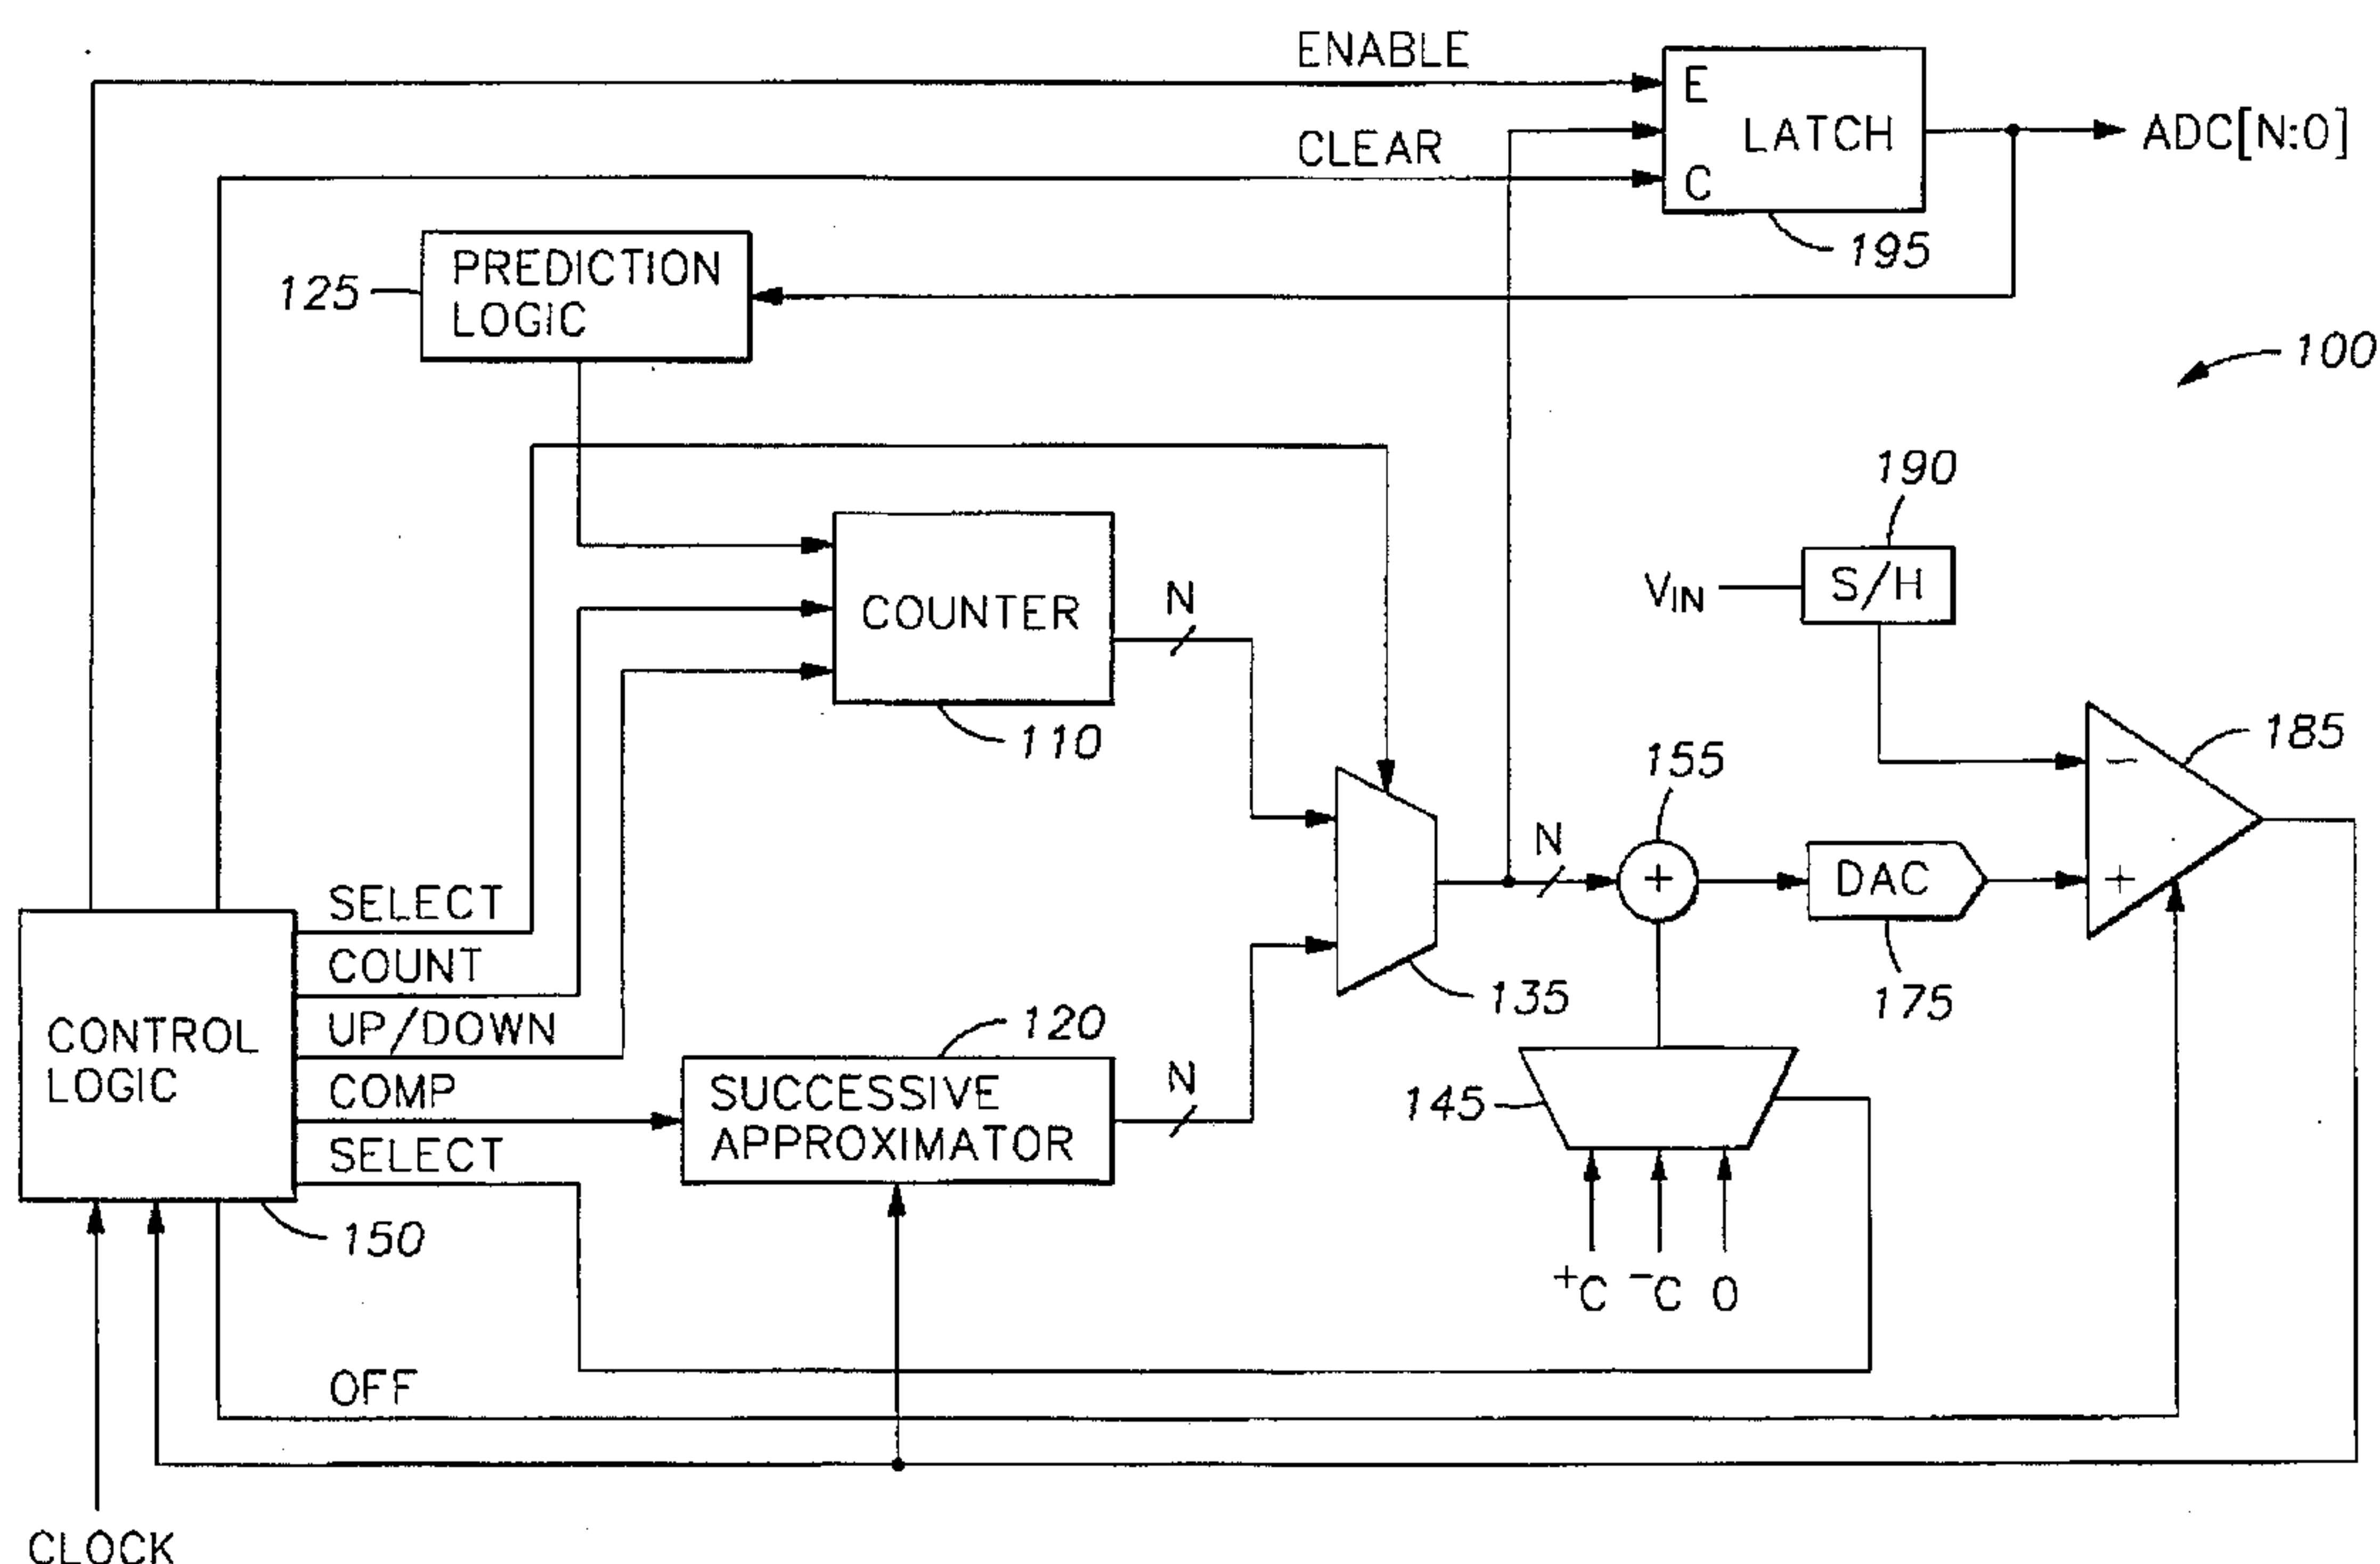 ENABLE
E
LATCH
ADC[N:0]
CLEAR
C
195
PREDICTION
LOGIC
125
100
190
VIN
S/H
COUNTER
N
110
155
185
−
N
+
DAC
+
SELECT
COUNT
UP/DOWN
COMP
SELECT
CONTROL
LOGIC
150
120
SUCCESSIVE
APPROXIMATOR
N
135
175
145
+C −C 0
OFF
CLOCK